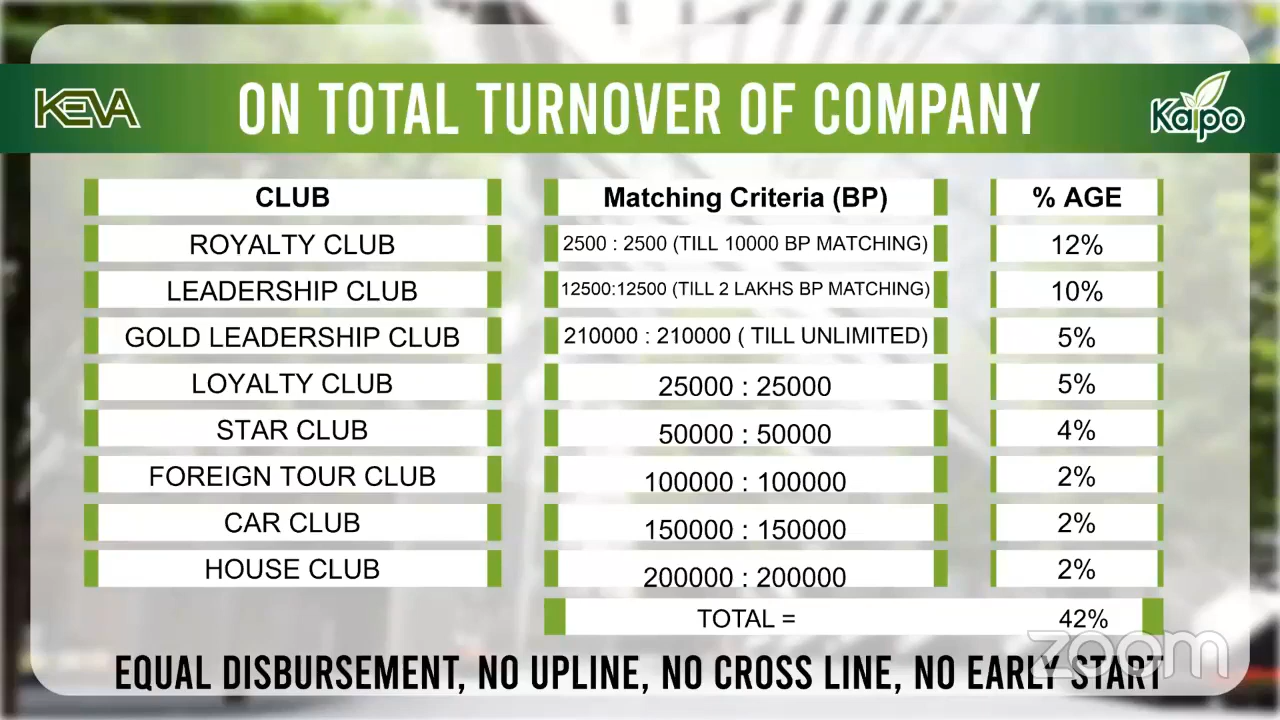 KEVA
ON TOTAL TURNOVER OF COMPANY
Kaipo
CLUB Matching Criteria (BP) % AGE
ROYALTY CLUB 2500 : 2500 (TILL 10000 BP MATCHING) 12%
LEADERSHIP CLUB 12500:12500 (TILL 2 LAKHS BP MATCHING) 10%
GOLD LEADERSHIP CLUB 210000 : 210000 ( TILL UNLIMITED) 5%
LOYALTY CLUB 25000 : 25000 5%
STAR CLUB 50000 : 50000 4%
FOREIGN TOUR CLUB 100000 : 100000 2%
CAR CLUB 150000 : 150000 2%
HOUSE CLUB 200000 : 200000 2%
TOTAL = 42%
zoom
EQUAL DISBURSEMENT, NO UPLINE, NO CROSS LINE, NO EARLY START